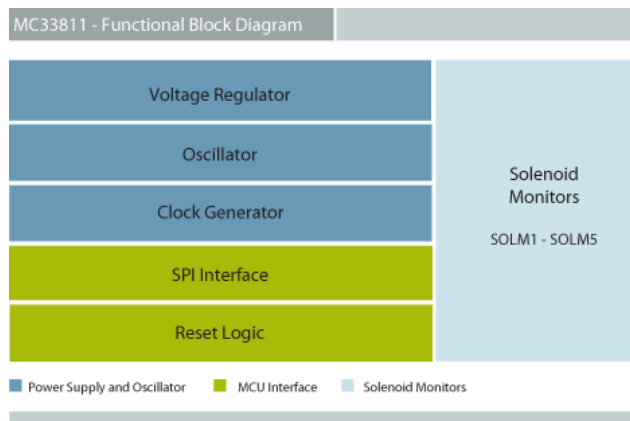 MC33811 - Functional Block Diagram
Voltage Regulator
Oscillator
Clock Generator
SPI Interface
Reset Logic
Solenoid
Monitors
SOLM1 - SOLM5
Power Supply and Oscillator
MCU Interface
Solenoid Monitors